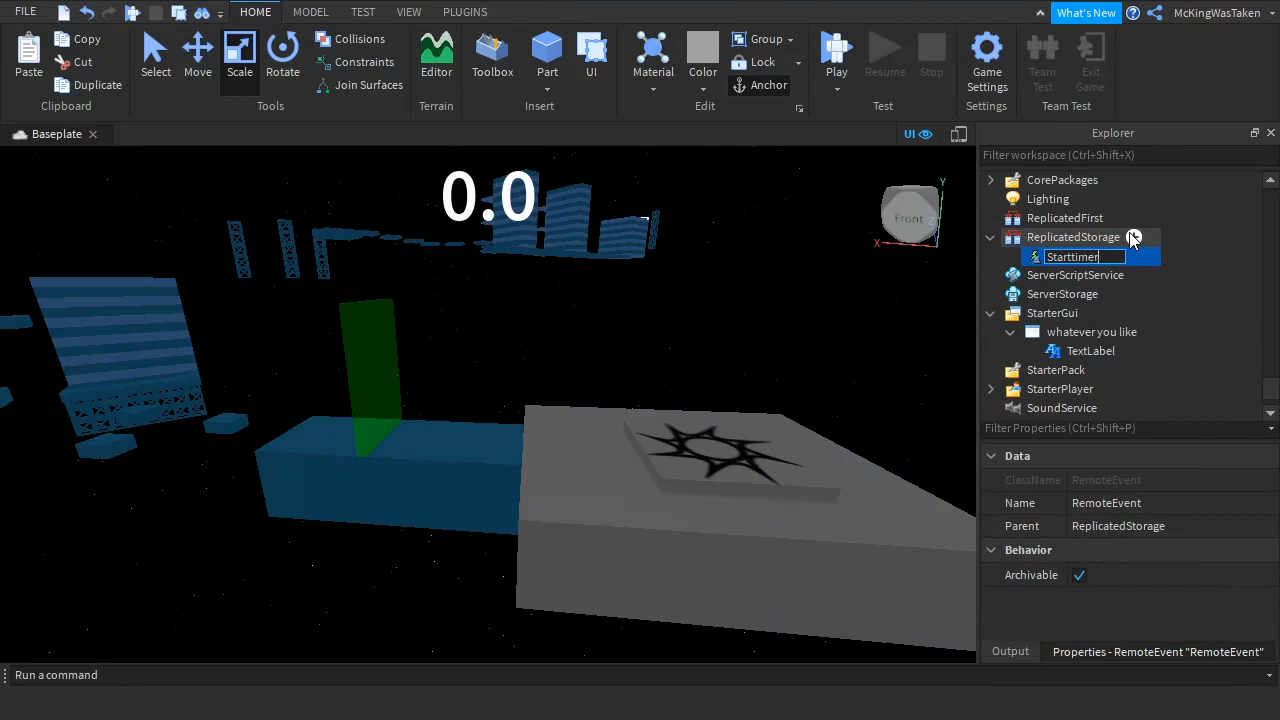 FILE
HOME
MODEL
TEST
VIEW
PLUGINS
What's New
McKingWasTaken
Paste
Copy
Cut
Duplicate
Clipboard
Select
Move
Scale
Rotate
Collisions
Constraints
Join Surfaces
Tools
Editor
Terrain
Toolbox
Part
UI
Insert
Material
Color
Group
Lock
Anchor
Edit
Play
Resume
Stop
Test
Game
Settings
Settings
Team
Test
Exit
Game
Team Test
Baseplate
UI
0.0
Front
X
Y
Z
Explorer
Filter workspace (Ctrl+Shift+X)
CorePackages
Lighting
ReplicatedFirst
ReplicatedStorage
Starttimer
ServerScriptService
ServerStorage
StarterGui
whatever you like
TextLabel
StarterPack
StarterPlayer
SoundService
Filter Properties (Ctrl+Shift+P)
Data
ClassName RemoteEvent
Name RemoteEvent
Parent ReplicatedStorage
Behavior
Archivable
Output
Properties - RemoteEvent "RemoteEvent"
Run a command